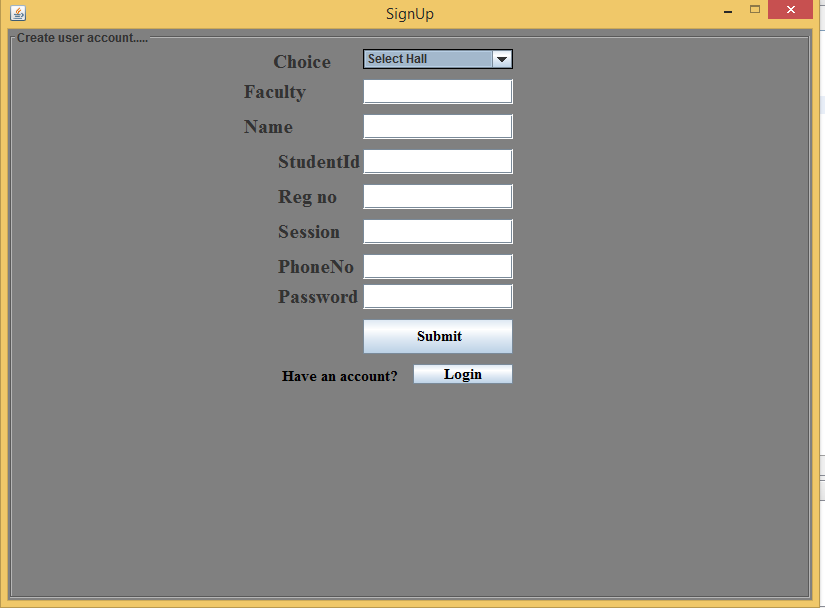 SignUp
Create user account.....
Choice Select Hall
Faculty
Name
StudentId
Reg no
Session
PhoneNo
Password
Submit
Have an account? Login